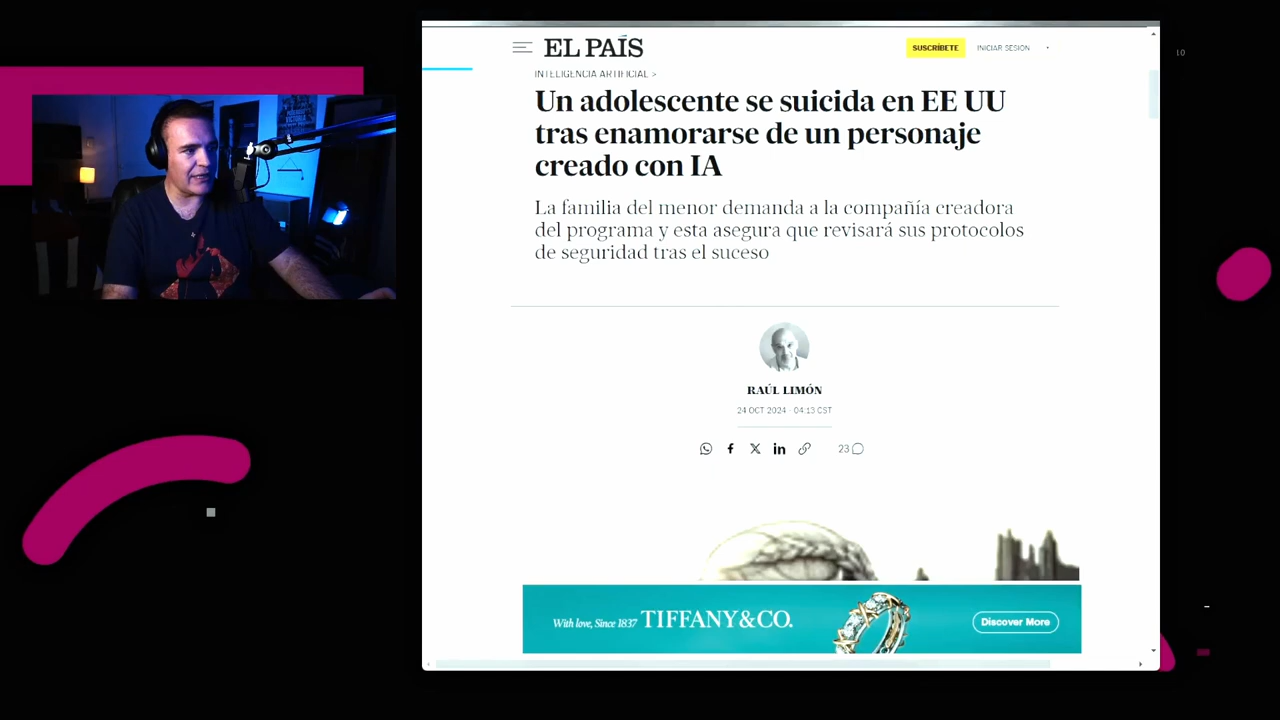 EL PAÍS
SUSCRÍBETE
INICIAR SESIÓN
INTELIGENCIA ARTIFICIAL >
Un adolescente se suicida en EE UU
tras enamorarse de un personaje
creado con IA
La familia del menor demanda a la compañía creadora
del programa y esta asegura que revisará sus protocolos
de seguridad tras el suceso
RAÚL LIMÓN
24 OCT 2024 - 04:13 CST
in
23
With love, Since 1837 TIFFANY&CO.
Discover More